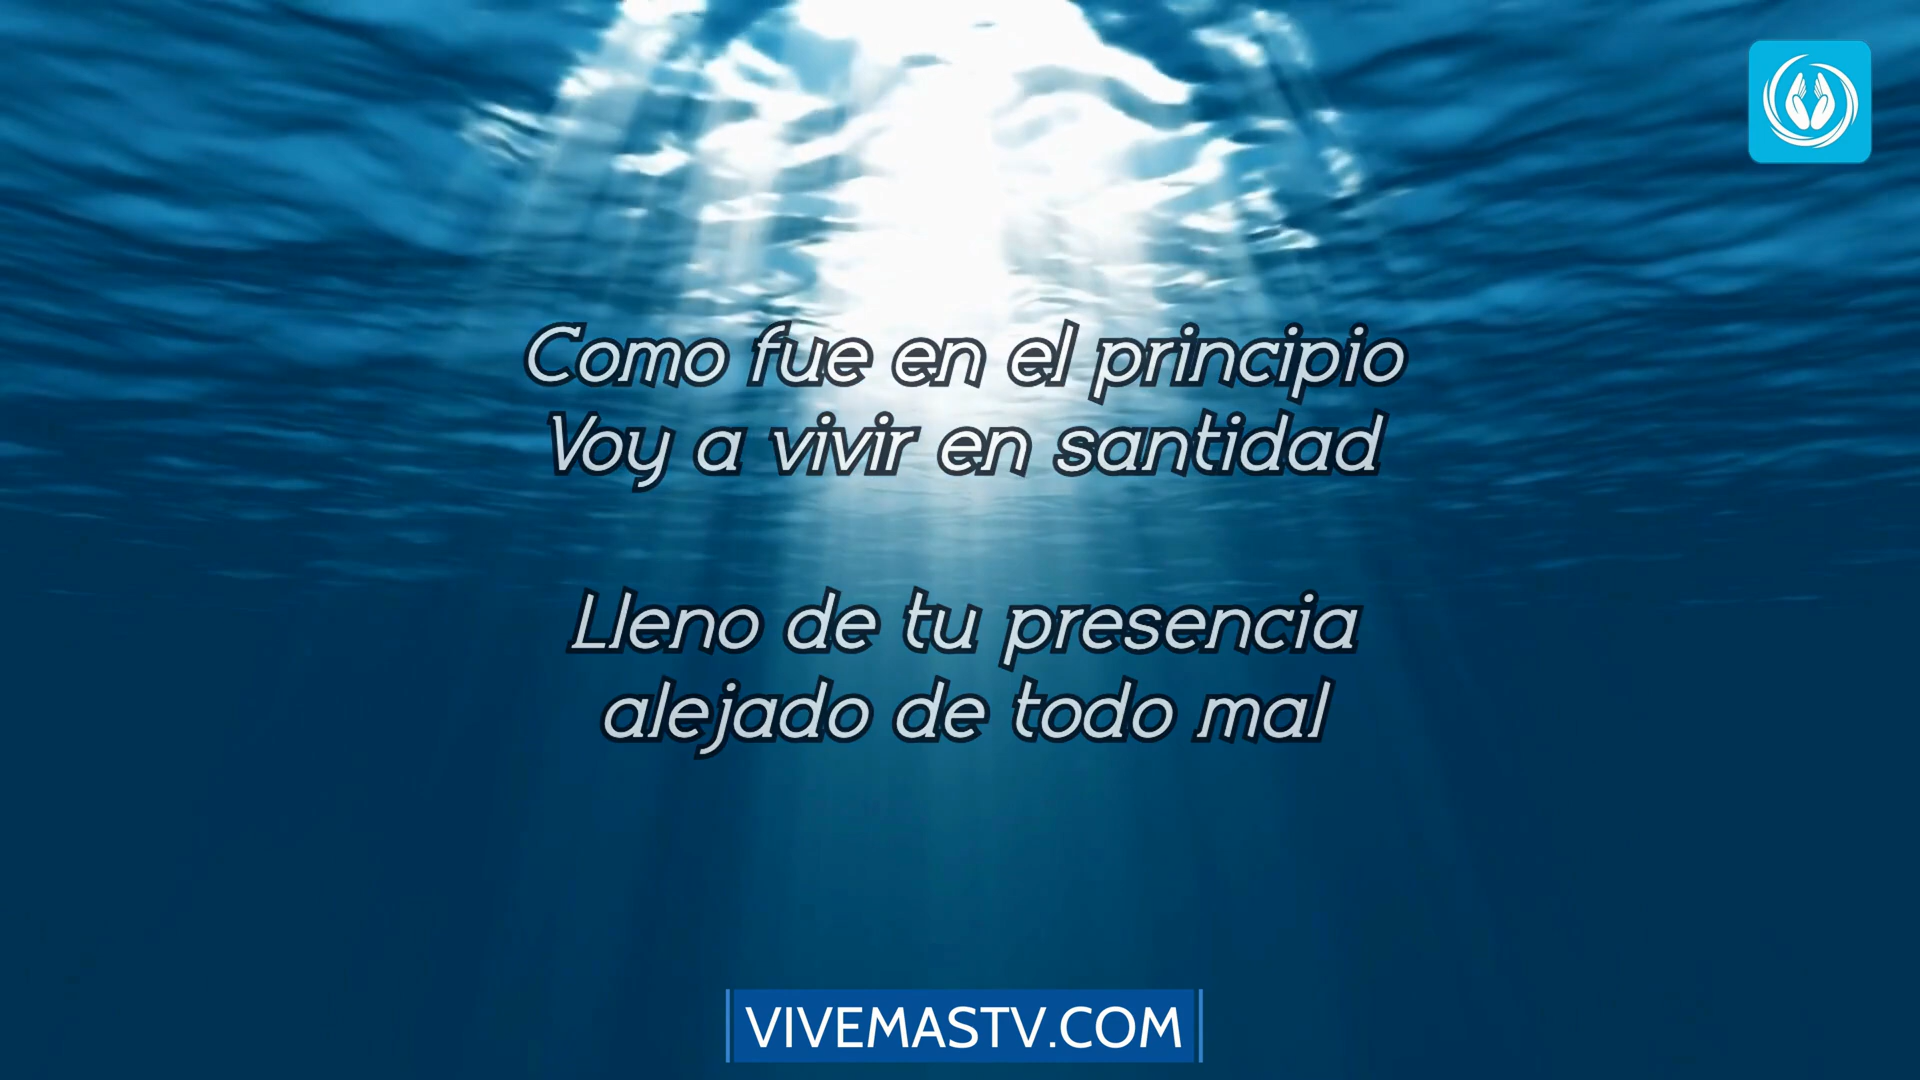 Como fue en el principio
Voy a vivir en santidad
Lleno de tu presencia
alejado de todo mal
VIVEMASTV.COM